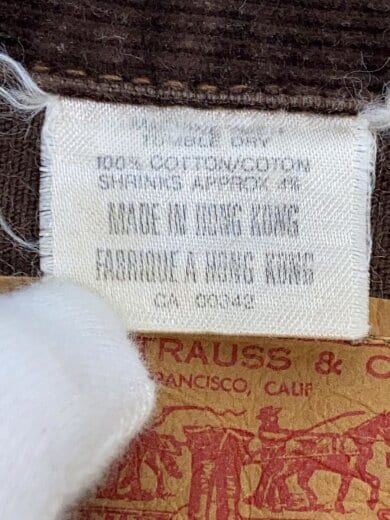 TUMBLE DRY
100% COTTON/COTON
SHRINKS APPROX 4%
MADE IN HONG KONG
FABRIQUE A HONG KONG
CA 00342
TRAUSS & C
RANCISCO, CALIF